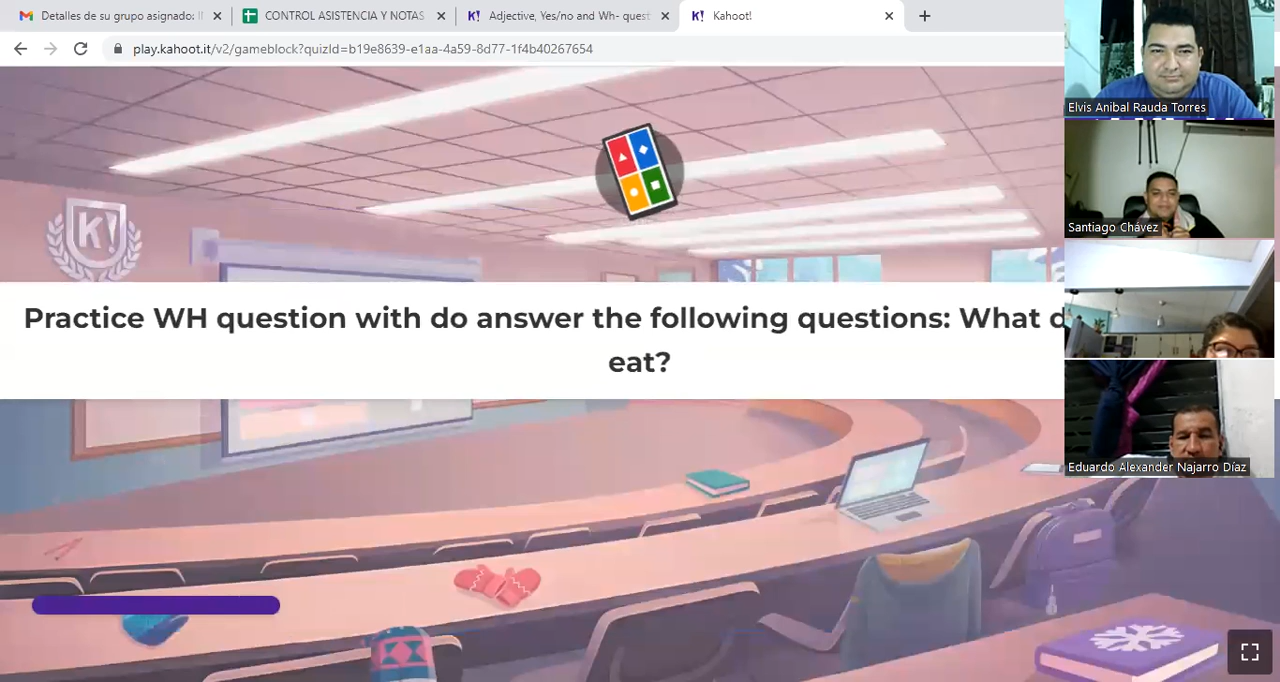 Detalles de su grupo asignado:
CONTROL ASISTENCIA Y NOTAS
K! Adjective, Yes/no and Wh- quest
K! Kahoot!
play.kahoot.it/v2/gameblock?quizId=b19e8639-e1aa-4a59-8d77-1f4b40267654
K!
Practice WH question with do answer the following questions: What d
eat?
Elvis Anibal Rauda Torres
Santiago Chávez
Eduardo Alexander Najarro Díaz